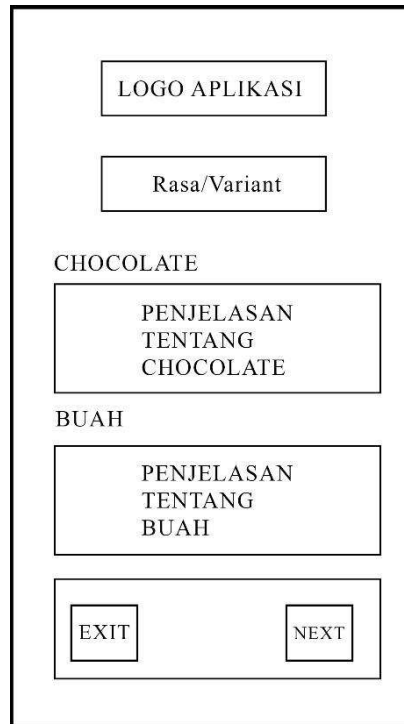 LOGO APLIKASI
Rasa/Variant
CHOCOLATE
PENJELASAN
TENTANG
CHOCOLATE
BUAH
PENJELASAN
TENTANG
BUAH
EXIT
NEXT